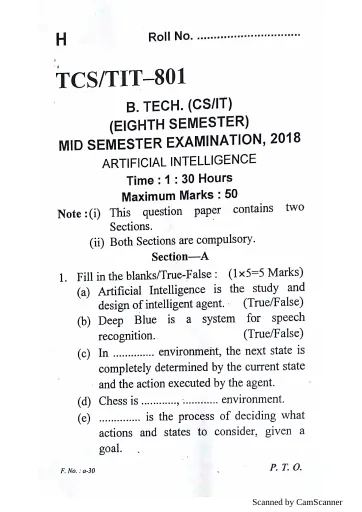 H
Roll No. ................................
TCS/TIT–801
B. TECH. (CS/IT)
(EIGHTH SEMESTER)
MID SEMESTER EXAMINATION, 2018
ARTIFICIAL INTELLIGENCE
Time : 1 : 30 Hours
Maximum Marks : 50
Note : (i) This question paper contains two
Sections.
(ii) Both Sections are compulsory.
Section—A
1. Fill in the blanks/True-False : (1×5=5 Marks)
(a) Artificial Intelligence is the study and
design of intelligent agent. (True/False)
(b) Deep Blue is a system for speech
recognition. (True/False)
(c) In .............. environment, the next state is
completely determined by the current state
and the action executed by the agent.
(d) Chess is ............, ............ environment.
(e) .............. is the process of deciding what
actions and states to consider, given a
goal.
F. No. : a-30
P. T. O.
Scanned by CamScanner